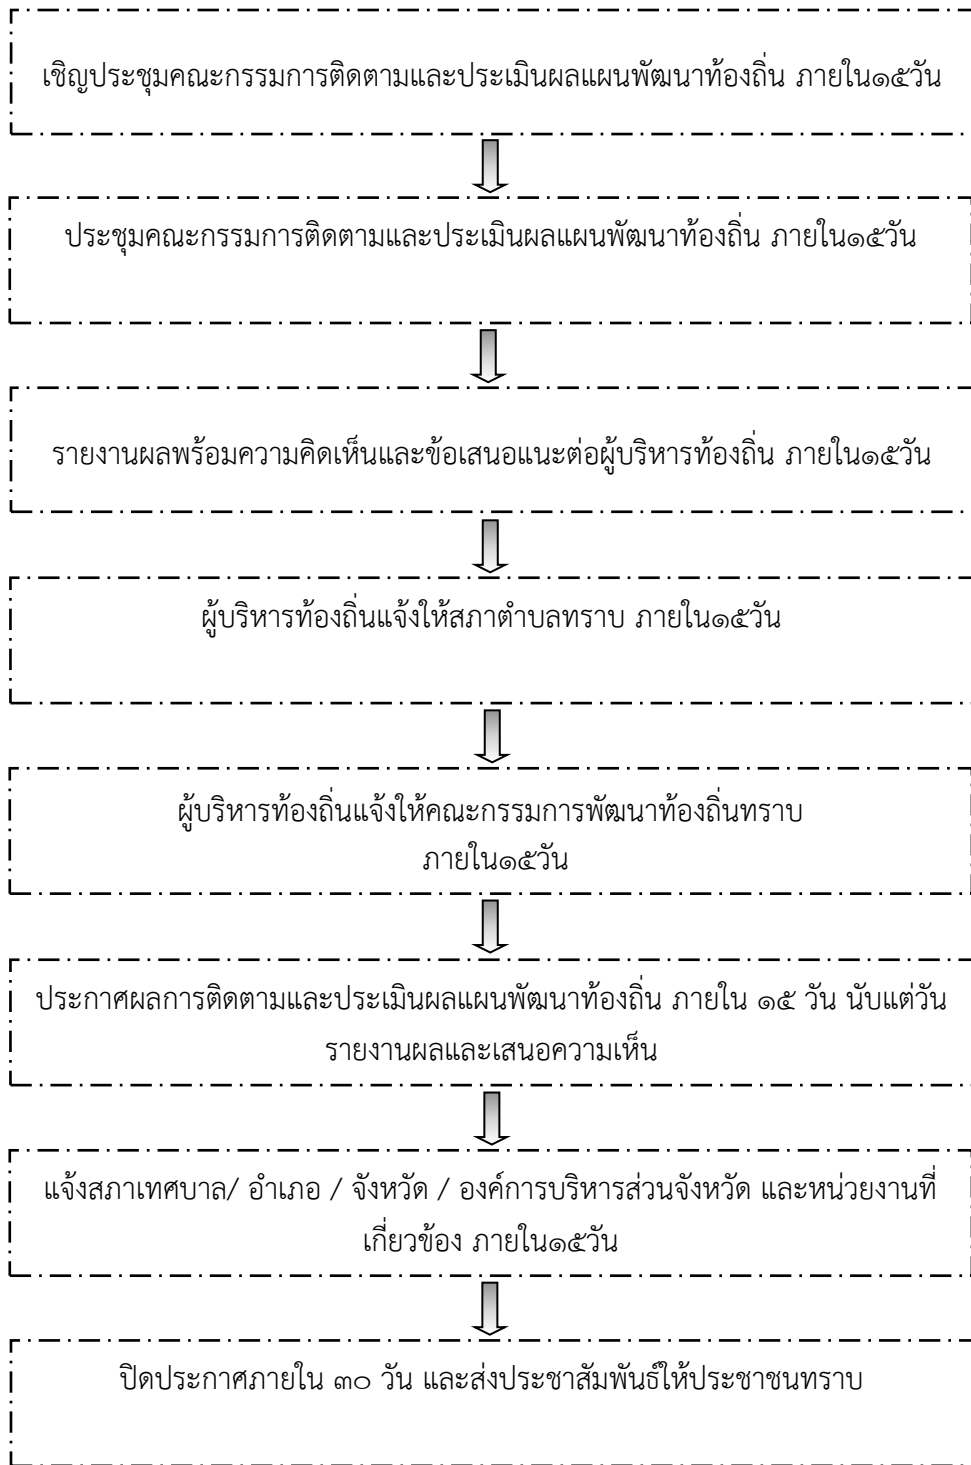 เชิญประชุมคณะกรรมการติดตามและประเมินผลแผนพัฒนาท้องถิ่น ภายใน๑๕วัน
ประชุมคณะกรรมการติดตามและประเมินผลแผนพัฒนาท้องถิ่น ภายใน๑๕วัน
รายงานผลพร้อมความคิดเห็นและข้อเสนอแนะต่อผู้บริหารท้องถิ่น ภายใน๑๕วัน
ผู้บริหารท้องถิ่นแจ้งให้สภาตำบลทราบ ภายใน๑๕วัน
ผู้บริหารท้องถิ่นแจ้งให้คณะกรรมการพัฒนาท้องถิ่นทราบ
ภายใน๑๕วัน
ประกาศผลการติดตามและประเมินผลแผนพัฒนาท้องถิ่น ภายใน ๑๕ วัน นับแต่วัน
รายงานผลและเสนอความเห็น
แจ้งสภาเทศบาล/ อำเภอ / จังหวัด / องค์การบริหารส่วนจังหวัด และหน่วยงานที่
เกี่ยวข้อง ภายใน๑๕วัน
ปิดประกาศภายใน ๓๐ วัน และส่งประชาสัมพันธ์ให้ประชาชนทราบ